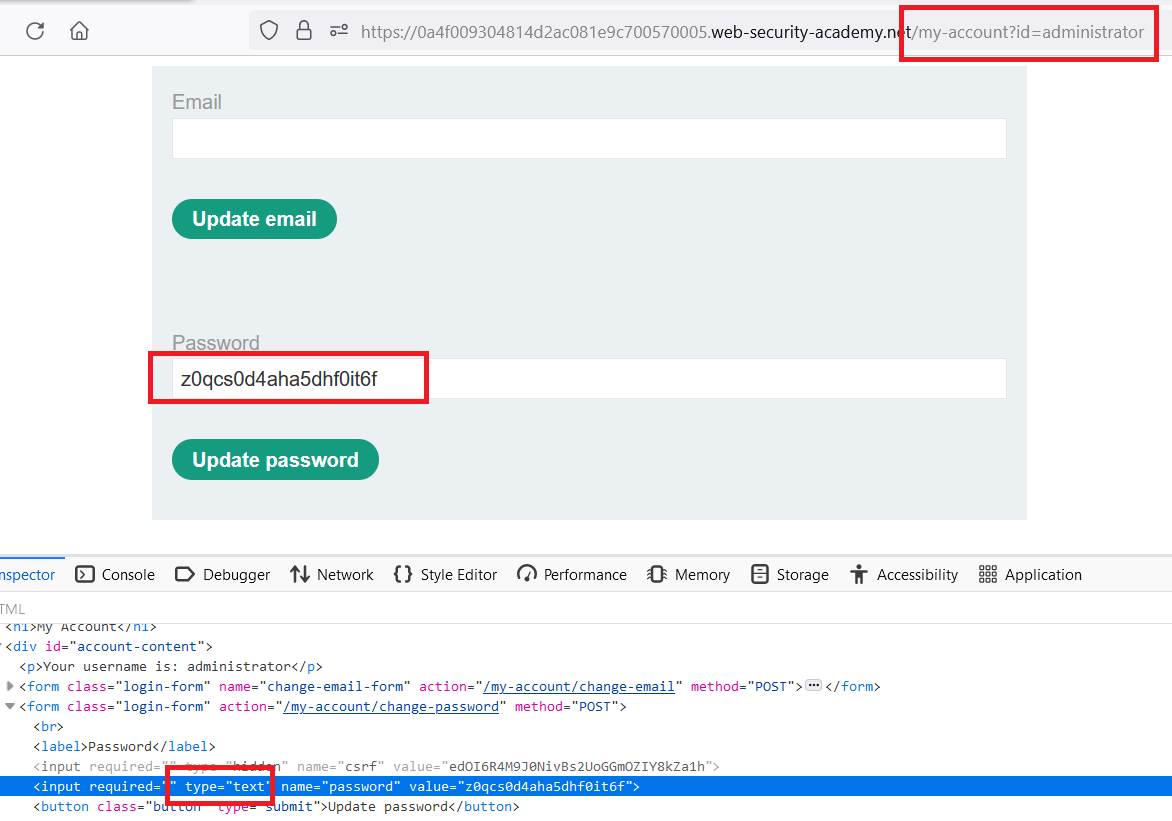 https://0a4f009304814d2ac081e9c700570005.web-security-academy.net/my-account?id=administrator
Email
Update email
Password
z0qcs0d4aha5dhf0it6f
Update password
nspector Console Debugger Network Style Editor Performance Memory Storage Accessibility Application
TML
<h1>My Account</h1>
<div id="account-content">
<p>Your username is: administrator</p>
<form class="login-form" name="change-email-form" action="/my-account/change-email" method="POST"></form>
<form class="login-form" action="/my-account/change-password" method="POST">
<br>
<label>Password</label>
<input required="" type="hidden" name="csrf" value="edOI6R4M9J0NivBs2UoGGmOZIY8kZa1h">
<input required="" type="text" name="password" value="z0qcs0d4aha5dhf0it6f">
<button class="button" type="submit">Update password</button>